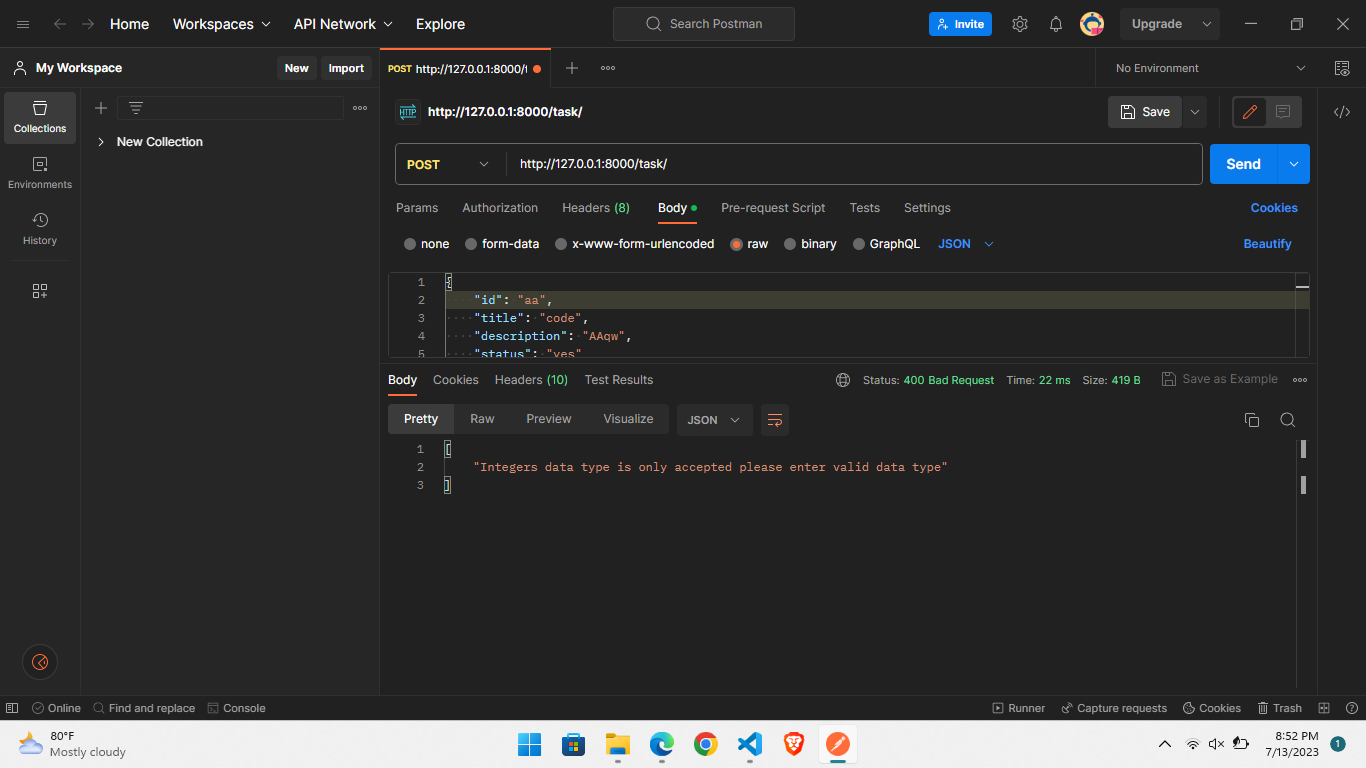 Home Workspaces API Network Explore Search Postman Invite Upgrade
My Workspace New Import POST http://127.0.0.1:8000/t No Environment
Collections
Environments
History
New Collection
HTTP http://127.0.0.1:8000/task/ Save
POST http://127.0.0.1:8000/task/ Send
Params Authorization Headers (8) Body Pre-request Script Tests Settings Cookies
none form-data x-www-form-urlencoded raw binary GraphQL JSON Beautify
1 {
2 "id": "aa",
3 "title": "code",
4 "description": "AAqw",
5 "status": "yes"
Body Cookies Headers (10) Test Results Status: 400 Bad Request Time: 22 ms Size: 419 B Save as Example
Pretty Raw Preview Visualize JSON
1 [
2 "Integers data type is only accepted please enter valid data type"
3 ]
Online Find and replace Console Runner Capture requests Cookies Trash
80°F
Mostly cloudy
8:52 PM
7/13/2023
1